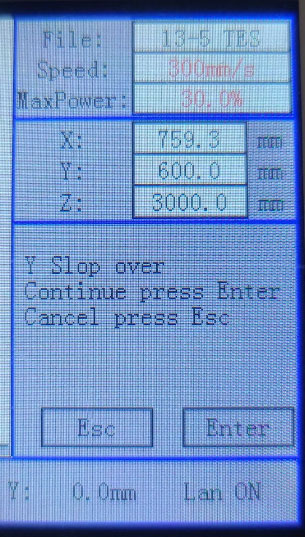 File: 13-5 TES
Speed: 300mm/s
MaxPower: 30.0%
X: 759.3 mm
Y: 600.0 mm
Z: 3000.0 mm
Y Slop over
Continue press Enter
Cancel press Esc
Esc Enter
Y: 0.0mm Lan ON